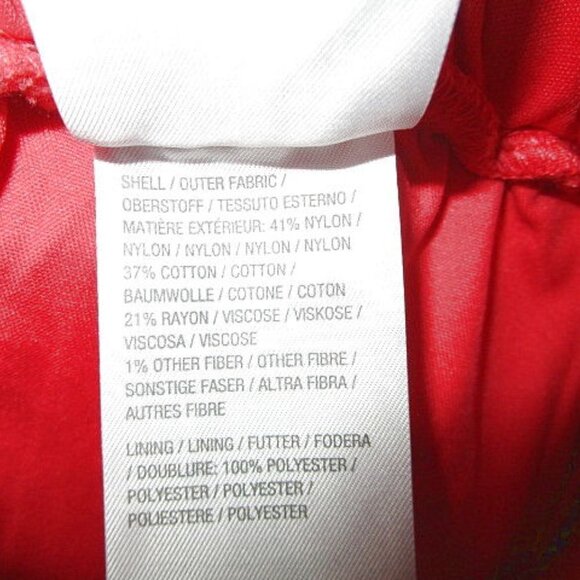 SHELL / OUTER FABRIC /
OBERSTOFF / TESSUTO ESTERNO /
MATIÈRE EXTÉRIEUR: 41% NYLON /
NYLON / NYLON / NYLON / NYLON
37% COTTON / COTTON /
BAUMWOLLE / COTONE / COTON
21% RAYON / VISCOSE / VISKOSE /
VISCOSA / VISCOSE
1% OTHER FIBER / OTHER FIBRE /
SONSTIGE FASER / ALTRA FIBRA /
AUTRES FIBRE
LINING / LINING / FUTTER / FODERA
/ DOUBLURE: 100% POLYESTER /
POLYESTER / POLYESTER /
POLIESTERE / POLYESTER